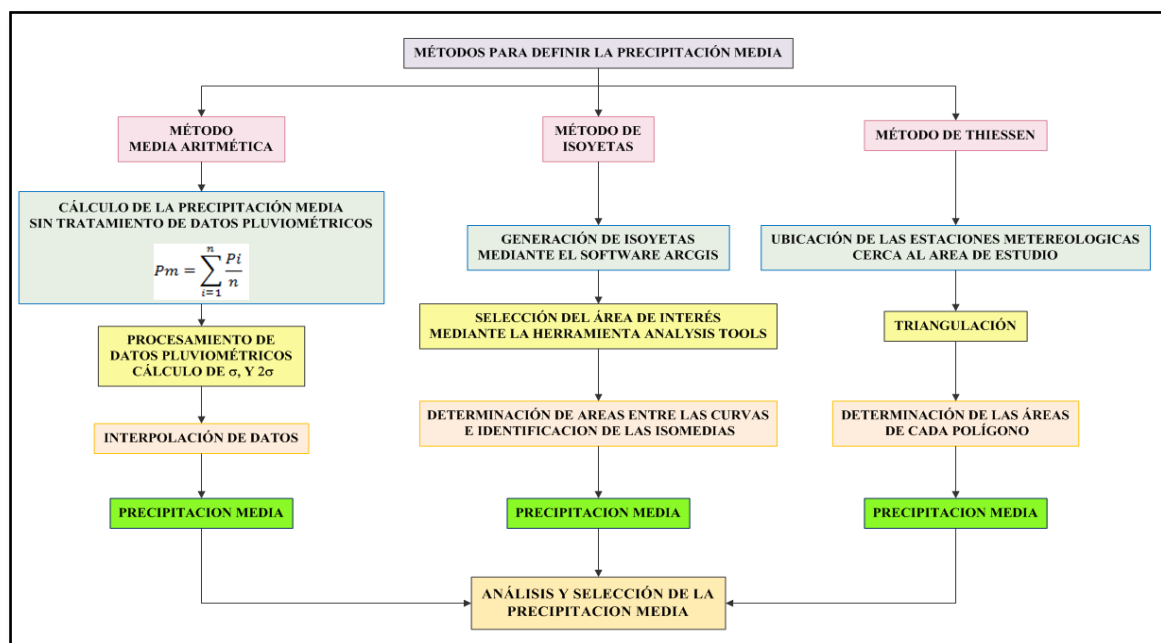 MÉTODOS PARA DEFINIR LA PRECIPITACIÓN MEDIA
MÉTODO
MEDIA ARITMÉTICA
CÁLCULO DE LA PRECIPITACIÓN MEDIA
SIN TRATAMIENTO DE DATOS PLUVIOMÉTRICOS
Pm = \sum_{i=1}^{n} \frac{Pi}{n}
PROCESAMIENTO DE
DATOS PLUVIOMÉTRICOS
CÁLCULO DE σ, Y 2σ
INTERPOLACIÓN DE DATOS
PRECIPITACION MEDIA
MÉTODO DE
ISOYETAS
GENERACIÓN DE ISOYETAS
MEDIANTE EL SOFTWARE ARCGIS
SELECCIÓN DEL ÁREA DE INTERÉS
MEDIANTE LA HERRAMIENTA ANALYSIS TOOLS
DETERMINACIÓN DE AREAS ENTRE LAS CURVAS
E IDENTIFICACION DE LAS ISOMEDIAS
PRECIPITACION MEDIA
MÉTODO DE THIESSEN
UBICACIÓN DE LAS ESTACIONES METEREOLOGICAS
CERCA AL AREA DE ESTUDIO
TRIANGULACIÓN
DETERMINACIÓN DE LAS ÁREAS
DE CADA POLÍGONO
PRECIPITACION MEDIA
ANÁLISIS Y SELECCIÓN DE LA
PRECIPITACION MEDIA